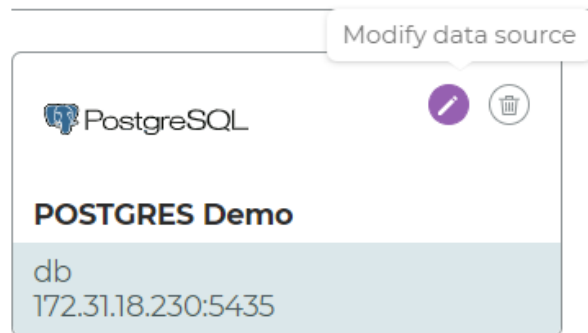 Modify data source
PostgreSQL
POSTGRES Demo
db
172.31.18.230:5435